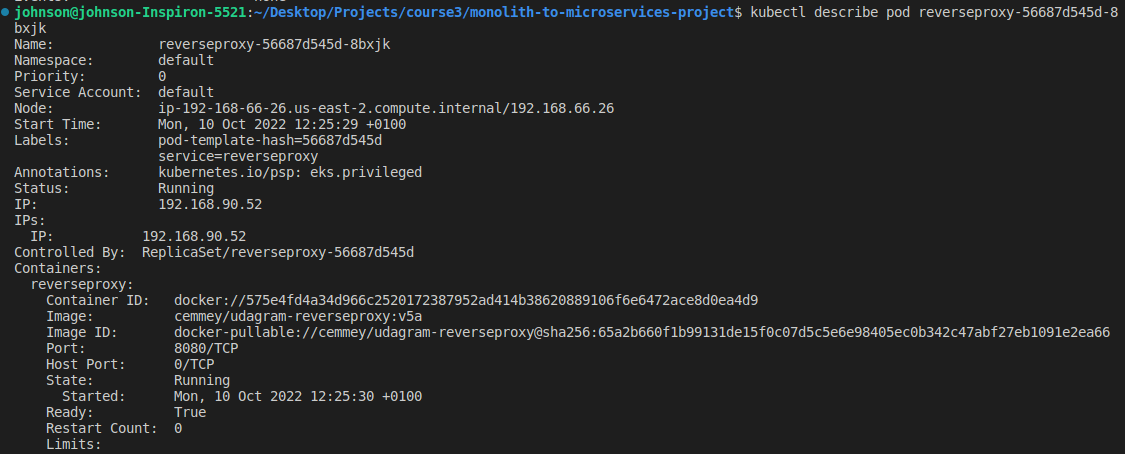 johnson@johnson-Inspiron-5521:~/Desktop/Projects/course3/monolith-to-microservices-project$ kubectl describe pod reverseproxy-56687d545d-8
bxjk
Name:             reverseproxy-56687d545d-8bxjk
Namespace:        default
Priority:         0
Service Account:  default
Node:             ip-192-168-66-26.us-east-2.compute.internal/192.168.66.26
Start Time:       Mon, 10 Oct 2022 12:25:29 +0100
Labels:           pod-template-hash=56687d545d
                  service=reverseproxy
Annotations:      kubernetes.io/psp: eks.privileged
Status:           Running
IP:               192.168.90.52
IPs:
  IP:           192.168.90.52
Controlled By:  ReplicaSet/reverseproxy-56687d545d
Containers:
  reverseproxy:
    Container ID:   docker://575e4fd4a34d966c2520172387952ad414b38620889106f6e6472ace8d0ea4d9
    Image:          cemmey/udagram-reverseproxy:v5a
    Image ID:       docker-pullable://cemmey/udagram-reverseproxy@sha256:65a2b660f1b99131de15f0c07d5c5e6e98405ec0b342c47abf27eb1091e2ea66
    Port:           8080/TCP
    Host Port:      0/TCP
    State:          Running
      Started:      Mon, 10 Oct 2022 12:25:30 +0100
    Ready:          True
    Restart Count:  0
    Limits: